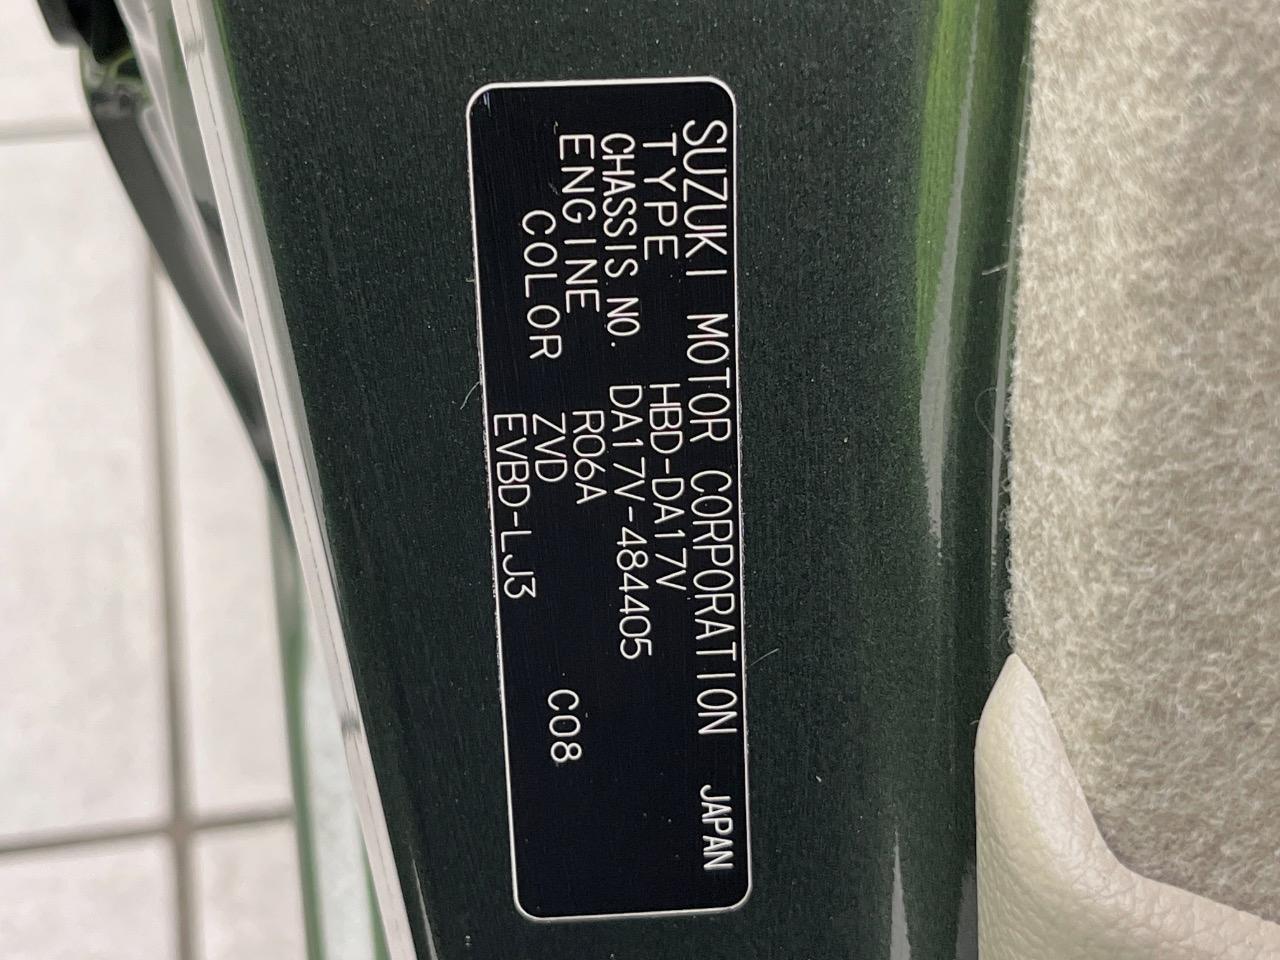 SUZUKI MOTOR CORPORATION JAPAN
TYPE HBD-DA17V
CHASSIS NO. DA17V-484405
ENGINE R06A
COLOR ZVD C08
EVBD-LJ3